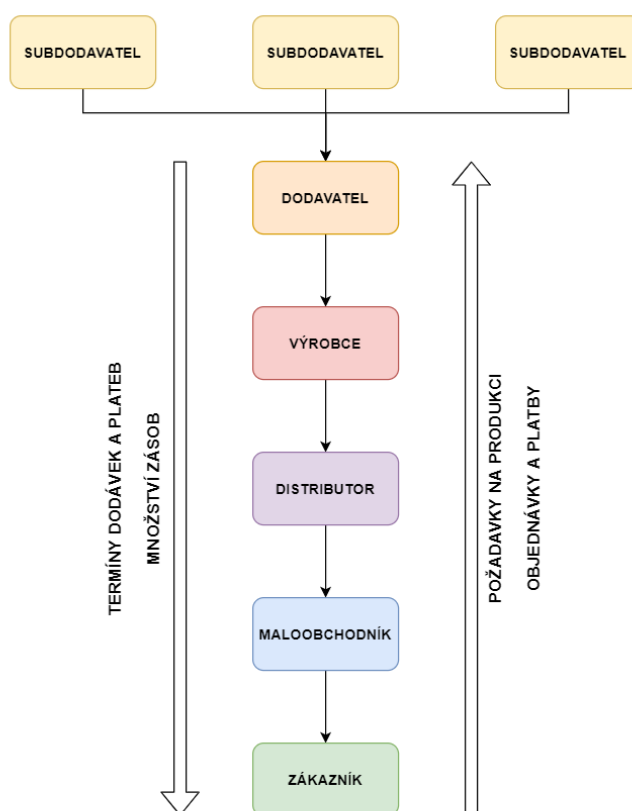 SUBDODAVATEL
SUBDODAVATEL
SUBDODAVATEL
DODAVATEL
VÝROBCE
DISTRIBUTOR
MALOOBCHODNÍK
ZÁKAZNÍK
TERMÍNY DODÁVEK A PLATEB
MNOŽSTVÍ ZÁSOB
POŽADAVKY NA PRODUKCI
OBJEDNÁVKY A PLATBY